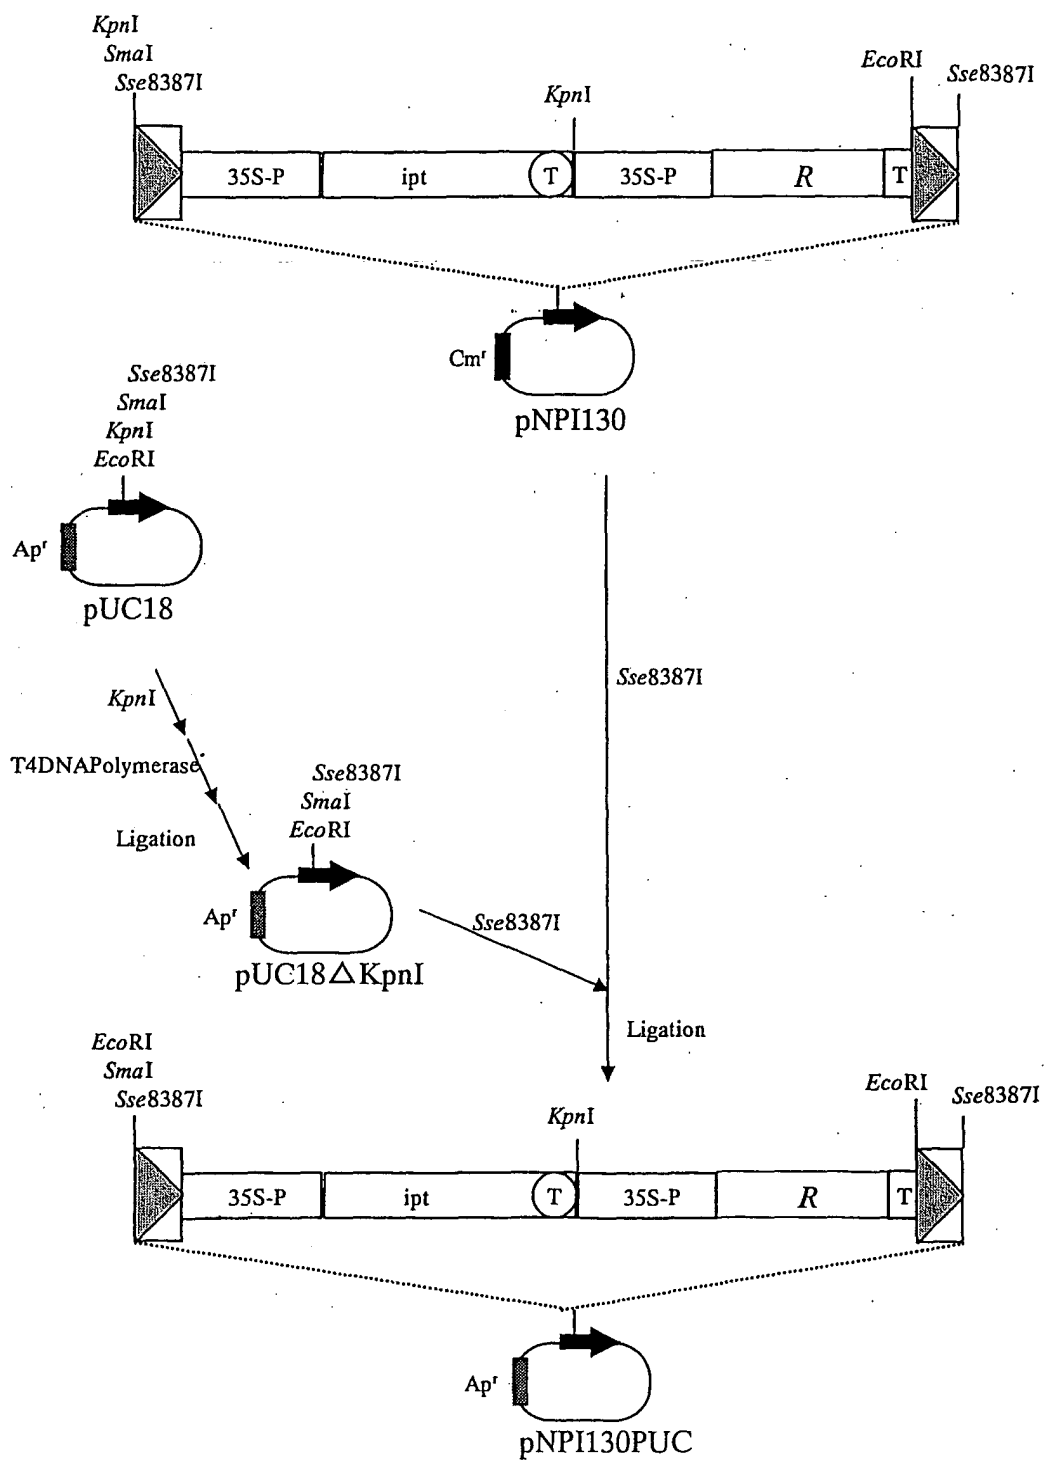 KpnI
SmaI
Sse8387I
KpnI
EcoRI
Sse8387I
35S-P
ipt
T
35S-P
R
T
Cmʳ
pNPI130
Sse8387I
SmaI
KpnI
EcoRI
Apʳ
pUC18
Sse8387I
KpnI
T4DNAPolymerase
Ligation
Sse8387I
SmaI
EcoRI
Apʳ
pUC18△KpnI
Sse8387I
Ligation
EcoRI
SmaI
Sse8387I
KpnI
EcoRI
Sse8387I
35S-P
ipt
T
35S-P
R
T
Apʳ
pNPI130PUC